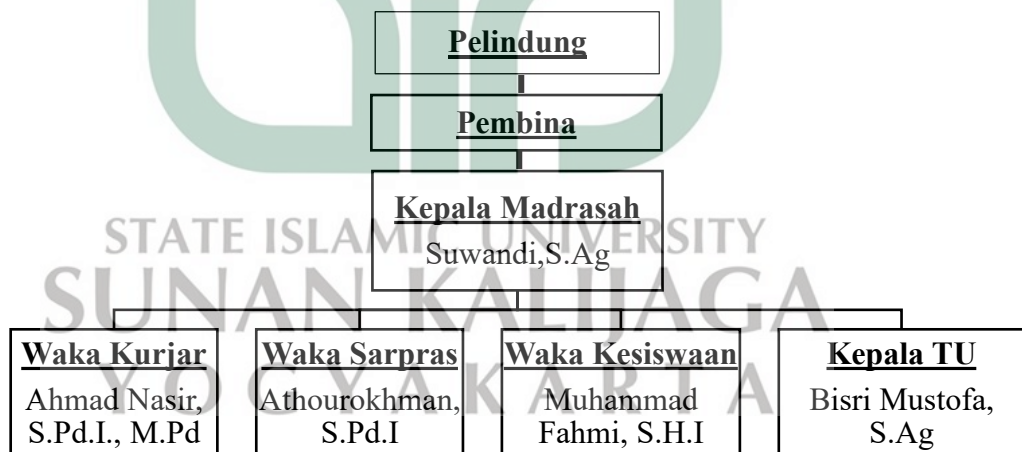 Pelindung
Pembina
Kepala Madrasah
Suwandi,S.Ag
STATE ISLAMIC UNIVERSITY
SUNAN KALIJAGA
YOGYAKARTA
Waka Kurjar
Ahmad Nasir,
S.Pd.I., M.Pd
Waka Sarpras
Athourokhman,
S.Pd.I
Waka Kesiswaan
Muhammad
Fahmi, S.H.I
Kepala TU
Bisri Mustofa,
S.Ag